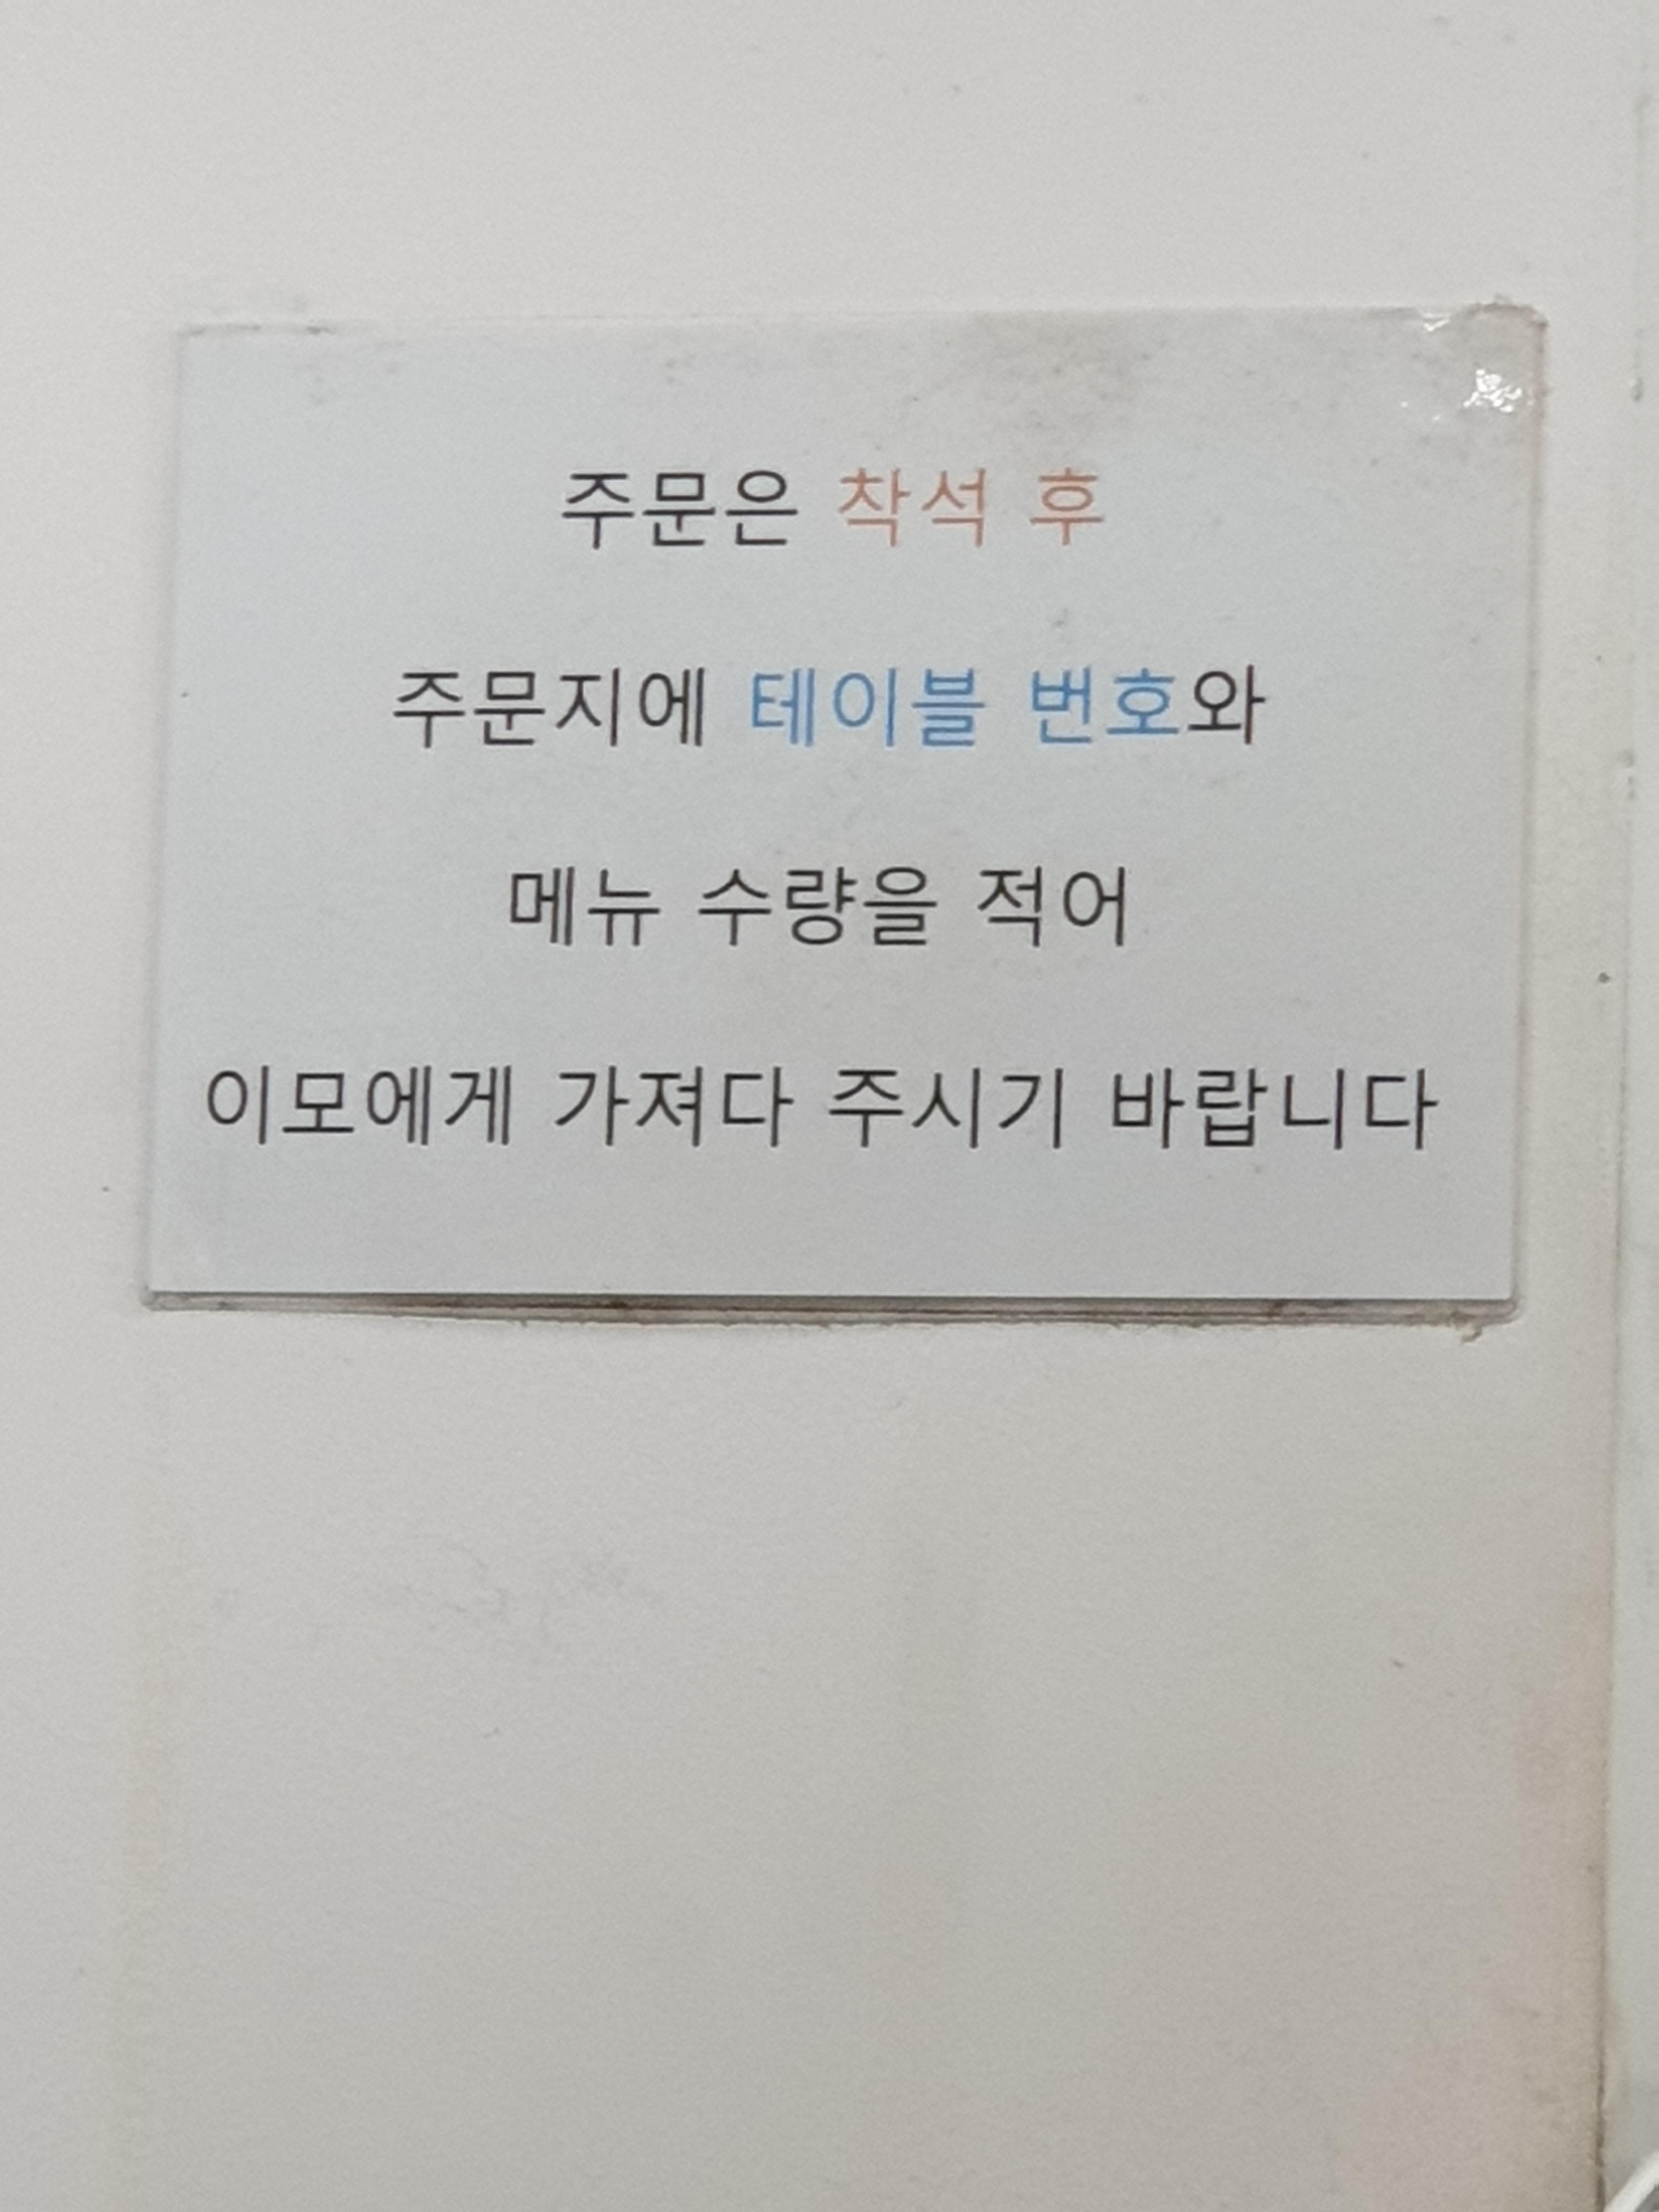 주문은 착석 후
주문지에 테이블 번호와
메뉴 수량을 적어
이모에게 가져다 주시기 바랍니다